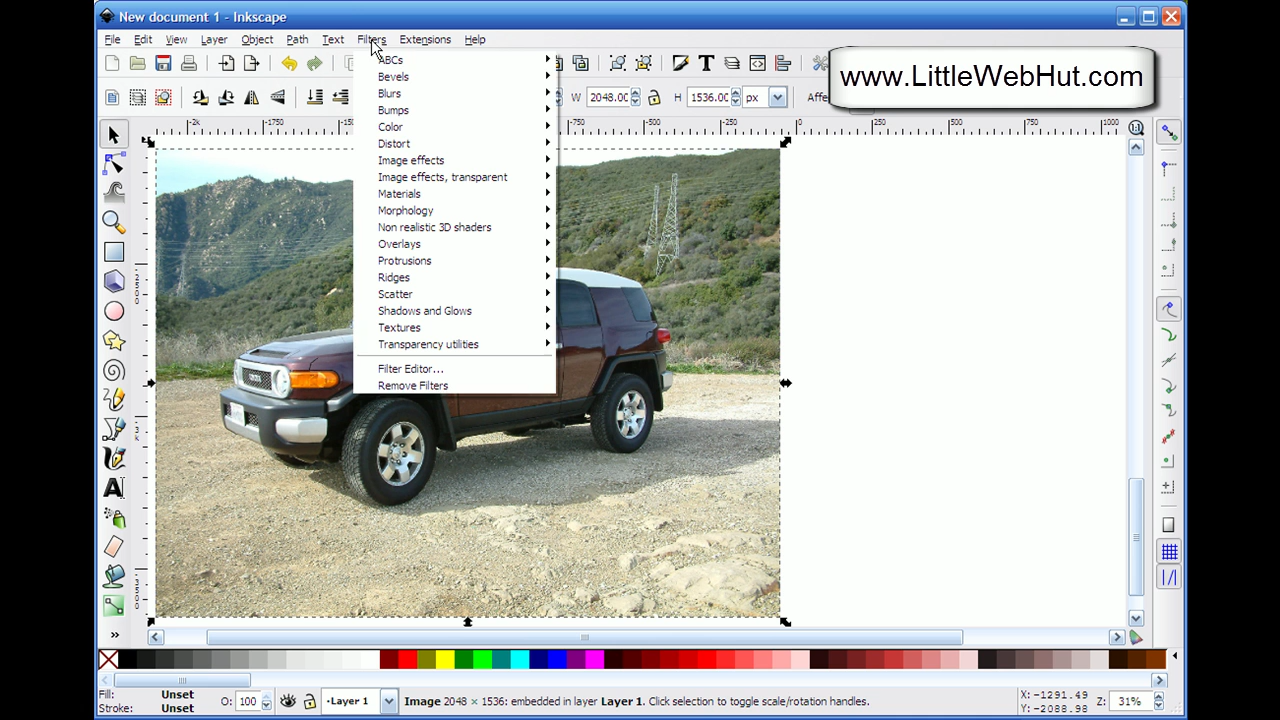 New document 1 - Inkscape
File Edit View Layer Object Path Text Filters Extensions Help
www.LittleWebHut.com
W 2048.00 H 1536.00 px Affe
ABCs
Bevels
Blurs
Bumps
Color
Distort
Image effects
Image effects, transparent
Materials
Morphology
Non realistic 3D shaders
Overlays
Protrusions
Ridges
Scatter
Shadows and Glows
Textures
Transparency utilities
Filter Editor...
Remove Filters
Fill: Unset
Stroke: Unset
O: 100
·Layer 1
Image 2048 × 1536: embedded in layer Layer 1. Click selection to toggle scale/rotation handles.
X: -1291.49
Y: -2088.98
Z: 31%